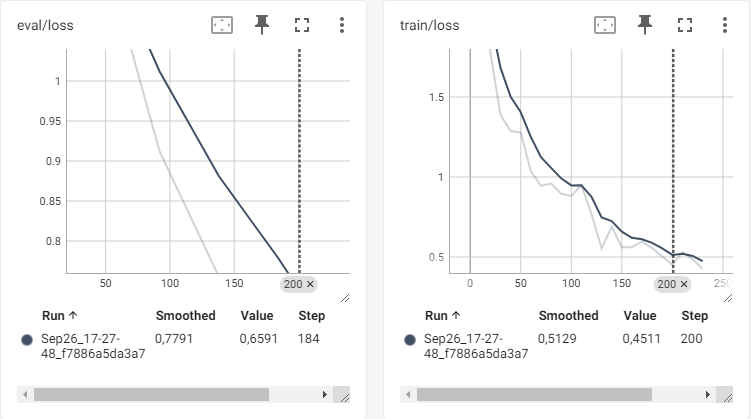 eval/loss
1
0.95
0.9
0.85
0.8
50
100
150
200 ×
Run ↑ Smoothed Value Step
Sep26_17-27-
48_f7886a5da3a7 0,7791 0,6591 184
train/loss
1.5
1
0.5
0
50
100
150
200 ×
250
Run ↑ Smoothed Value Step
Sep26_17-27-
48_f7886a5da3a7 0,5129 0,4511 200